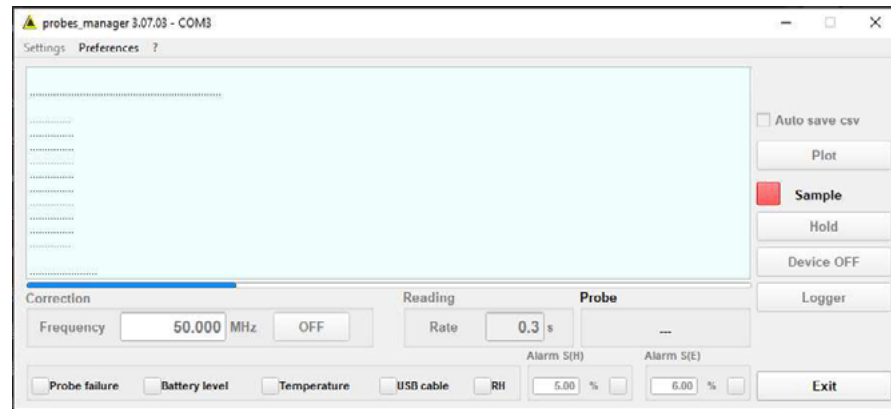 probes_manager 3.07.03 - COM3
Settings Preferences ?
Auto save csv
Plot
Sample
Hold
Device OFF
Logger
Correction
Frequency 50.000 MHz OFF
Reading
Rate 0.3 s
Probe
---
Alarm S(H)
5.00 %
Alarm S(E)
6.00 %
Probe failure Battery level Temperature USB cable RH
Exit